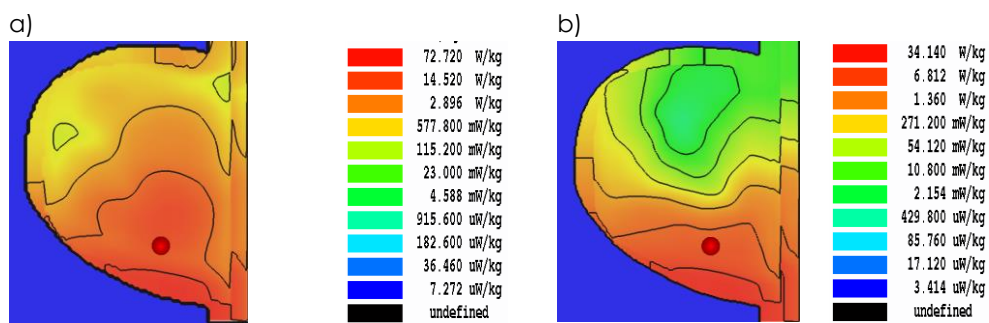 a)
72.720 W/kg
14.520 W/kg
2.896 W/kg
577.800 mW/kg
115.200 mW/kg
23.000 mW/kg
4.588 mW/kg
915.600 uW/kg
182.600 uW/kg
36.460 uW/kg
7.272 uW/kg
undefined
b)
34.140 W/kg
6.812 W/kg
1.360 W/kg
271.200 mW/kg
54.120 mW/kg
10.800 mW/kg
2.154 mW/kg
429.800 uW/kg
85.760 uW/kg
17.120 uW/kg
3.414 uW/kg
undefined